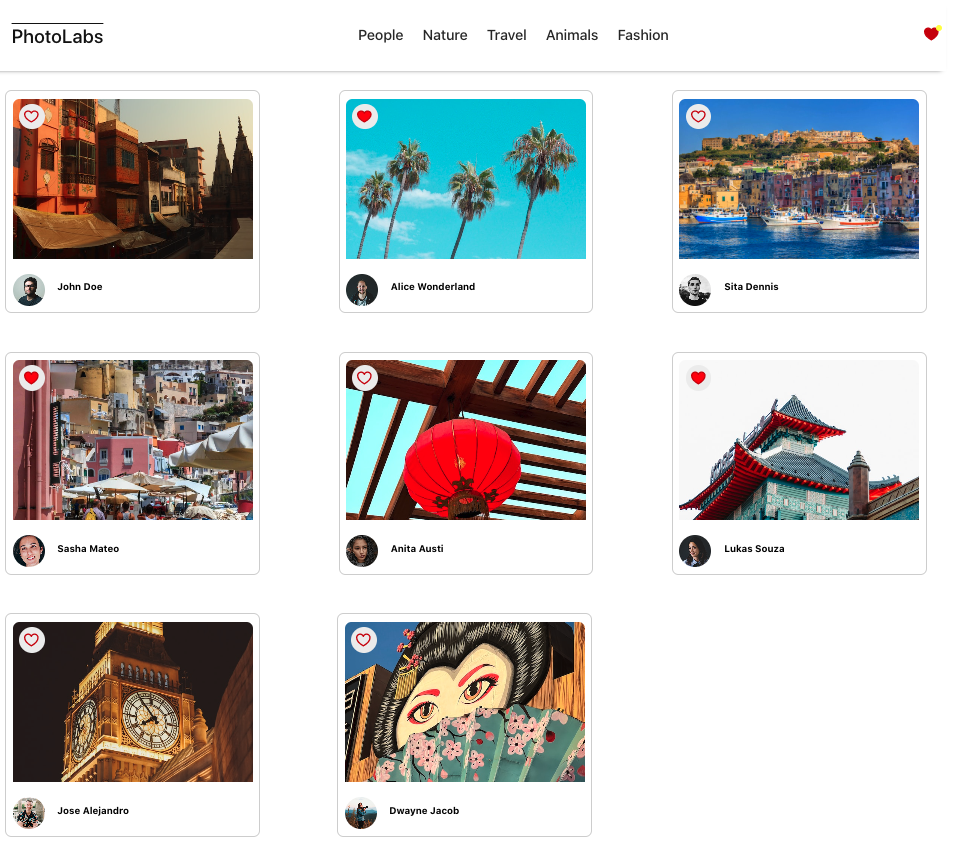 PhotoLabs
People Nature Travel Animals Fashion
John Doe
Alice Wonderland
Sita Dennis
Sasha Mateo
Anita Austi
Lukas Souza
Jose Alejandro
Dwayne Jacob